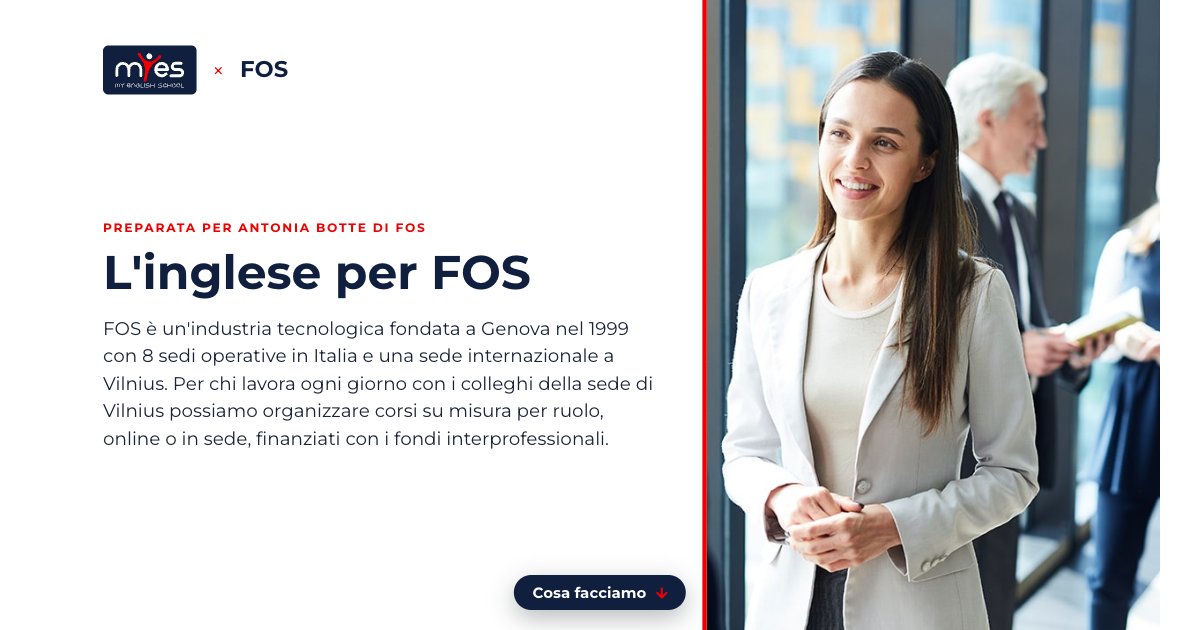 myes
MY ENGLISH SCHOOL
× FOS
PREPARATA PER ANTONIA BOTTE DI FOS
L'inglese per FOS
FOS è un'industria tecnologica fondata a Genova nel 1999
con 8 sedi operative in Italia e una sede internazionale a
Vilnius. Per chi lavora ogni giorno con i colleghi della sede di
Vilnius possiamo organizzare corsi su misura per ruolo,
online o in sede, finanziati con i fondi interprofessionali.
Cosa facciamo ↓